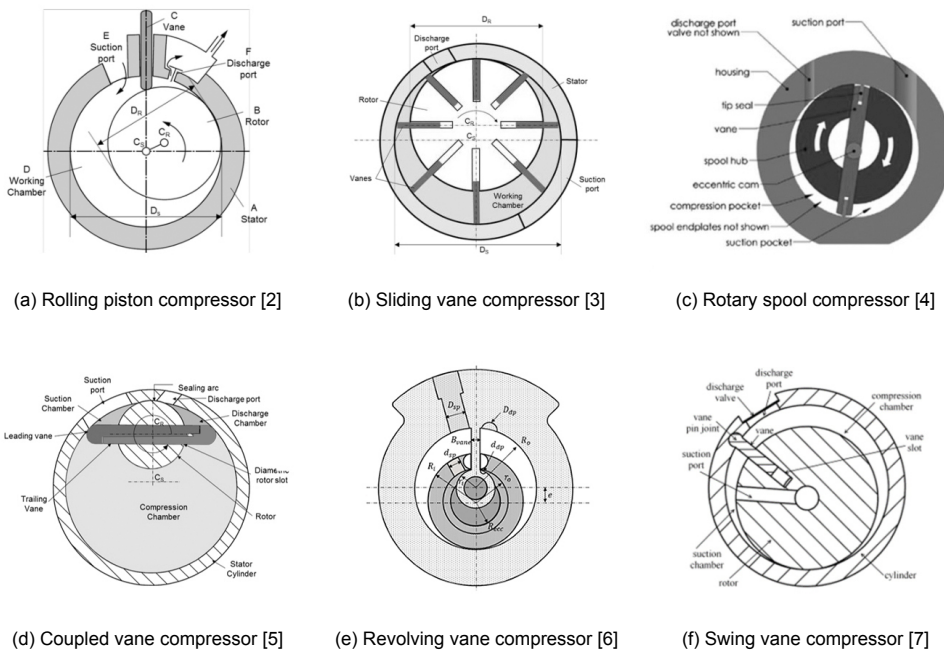 C
Vane
E
Suction
port
F
Discharge
port
B
Rotor
D_R
C_R
C_S
D
Working
Chamber
D_S
A
Stator
(a) Rolling piston compressor [2]
D_R
Discharge
port
Stator
Rotor
C_R
C_S
Vanes
Working
Chamber
Suction
port
D_S
(b) Sliding vane compressor [3]
discharge port
valve not shown
suction port
housing
tip seal
vane
spool hub
eccentric cam
compression pocket
spool endplates not shown
suction pocket
(c) Rotary spool compressor [4]
Suction
port
Sealing arc
Discharge port
Suction
Chamber
Discharge
Chamber
Leading vane
C_R
Trailing
Vane
C_S
rotor slot
Rotor
Compression
Chamber
Stator
Cylinder
(d) Coupled vane compressor [5]
D_sp
D_dp
B_vane
d_sp
d_dp
R_o
R_i
r_o
e
(e) Revolving vane compressor [6]
discharge
valve
discharge
port
compression
chamber
vane
pin joint
vane
vane
slot
suction
port
suction
chamber
rotor
cylinder
(f) Swing vane compressor [7]